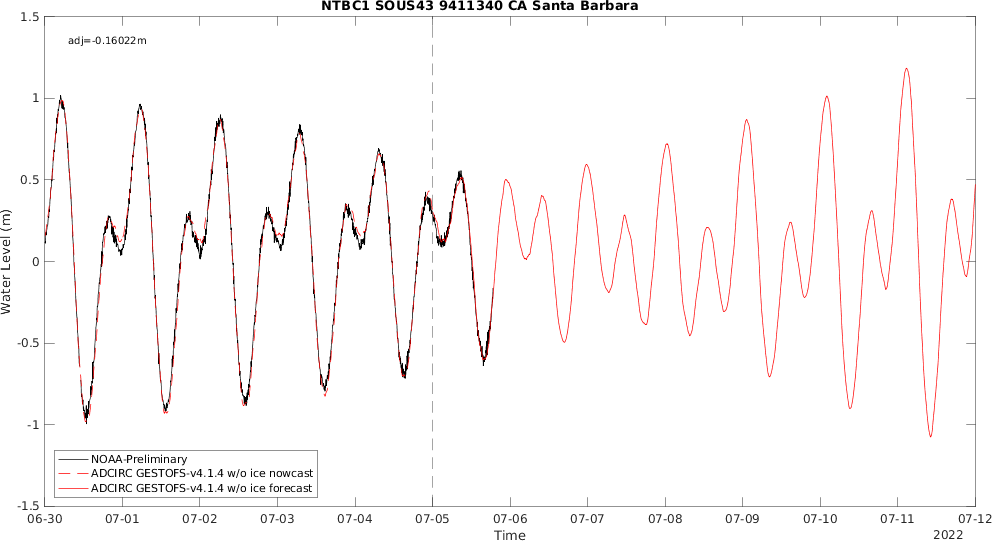 NTBC1 SOUS43 9411340 CA Santa Barbara
adj=-0.16022m
1.5
1
0.5
0
-0.5
-1
-1.5
Water Level (m)
NOAA-Preliminary
ADCIRC GESTOFS-v4.1.4 w/o ice nowcast
ADCIRC GESTOFS-v4.1.4 w/o ice forecast
06-30 07-01 07-02 07-03 07-04 07-05 07-06 07-07 07-08 07-09 07-10 07-11 07-12
Time
2022